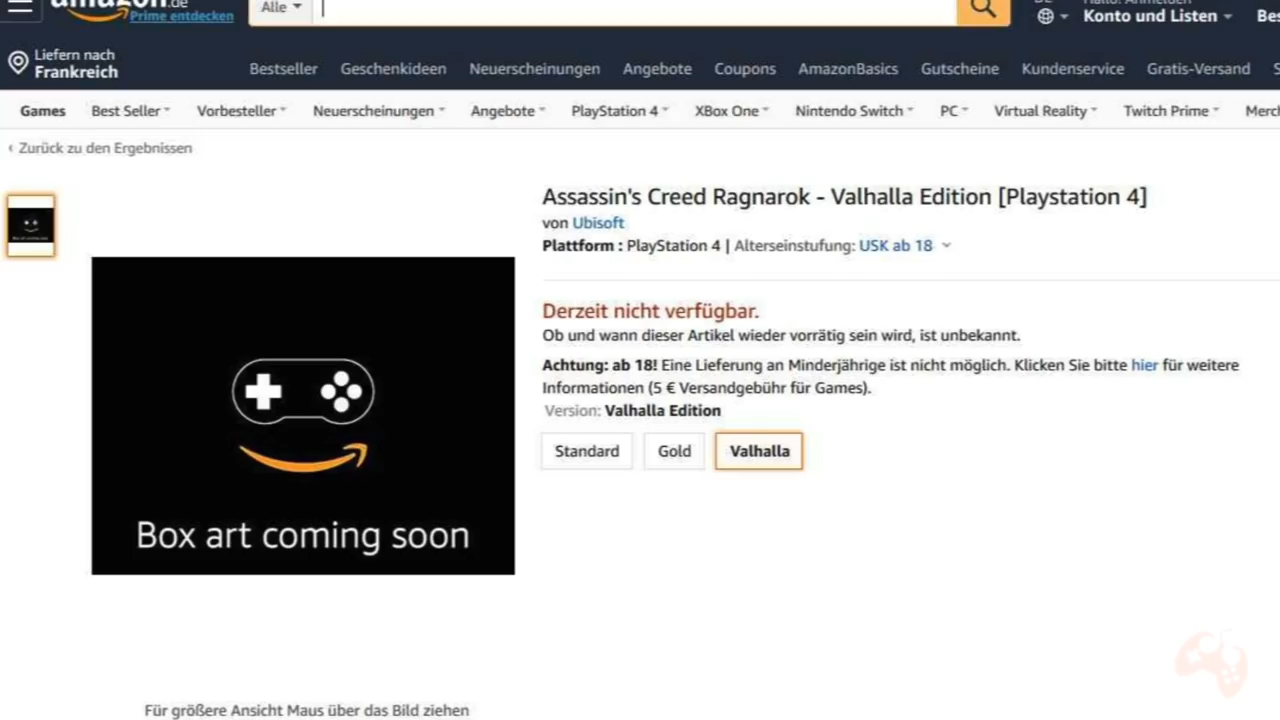 amazon.de
Prime entdecken
Alle
Konto und Listen
Liefern nach
Frankreich
Bestseller Geschenkideen Neuerscheinungen Angebote Coupons AmazonBasics Gutscheine Kundenservice Gratis-Versand
Games Best Seller Vorbesteller Neuerscheinungen Angebote PlayStation 4 XBox One Nintendo Switch PC Virtual Reality Twitch Prime
‹ Zurück zu den Ergebnissen
Assassin's Creed Ragnarok - Valhalla Edition [Playstation 4]
von Ubisoft
Plattform : PlayStation 4 | Alterseinstufung: USK ab 18
Derzeit nicht verfügbar.
Ob und wann dieser Artikel wieder vorrätig sein wird, ist unbekannt.
Achtung: ab 18! Eine Lieferung an Minderjährige ist nicht möglich. Klicken Sie bitte hier für weitere
Informationen (5 € Versandgebühr für Games).
Version: Valhalla Edition
Standard Gold Valhalla
Box art coming soon
Für größere Ansicht Maus über das Bild ziehen